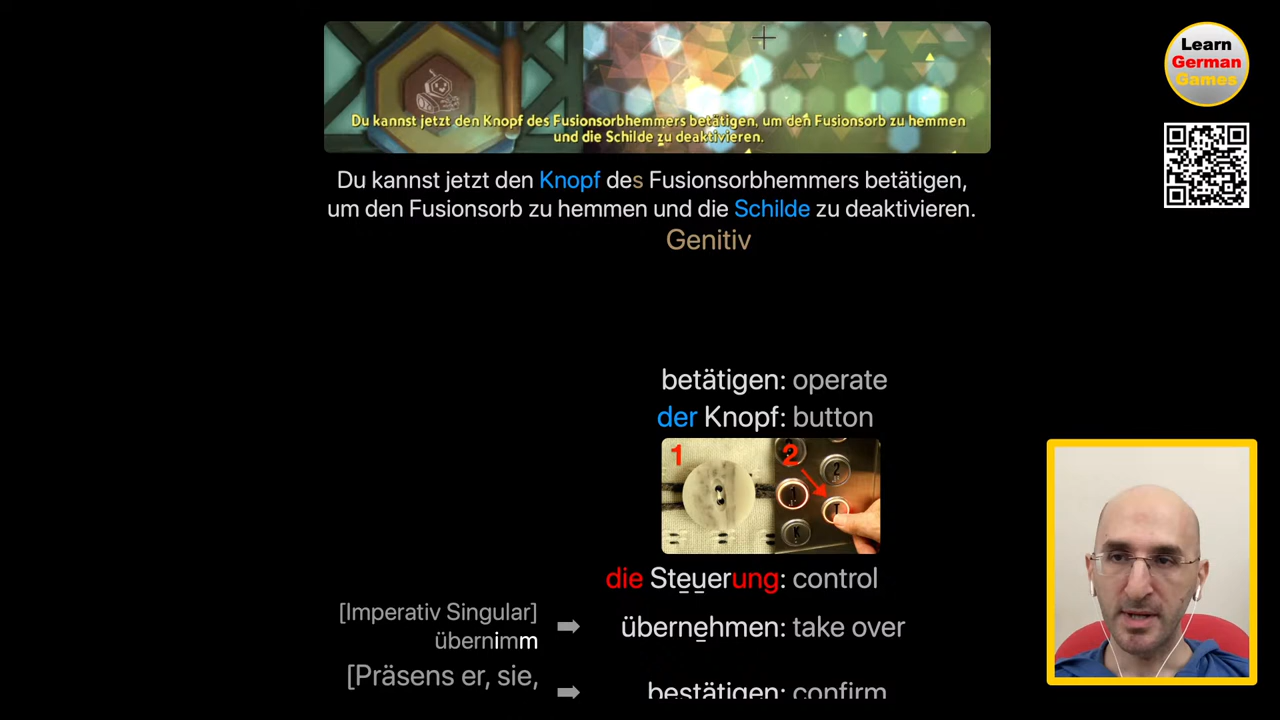 Du kannst jetzt den Knopf des Fusionsorbhemmers betätigen, um den Fusionsorb zu hemmen
und die Schilde zu deaktivieren.
Learn
German
Games
Du kannst jetzt den Knopf des Fusionsorbhemmers betätigen,
um den Fusionsorb zu hemmen und die Schilde zu deaktivieren.
Genitiv
betätigen: operate
der Knopf: button
1
2
2
1
T
K
die Steuerung: control
[Imperativ Singular]
übernimm
➡ übernehmen: take over
[Präsens er, sie,
➡ bestätigen: confirm